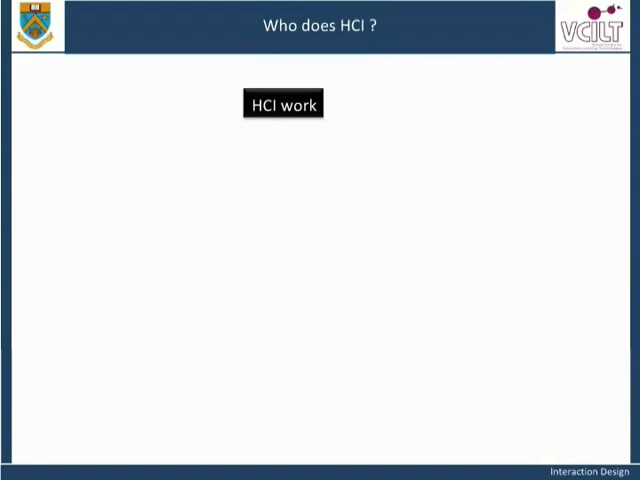 Who does HCI ?
VCILT
HCI work
Interaction Design